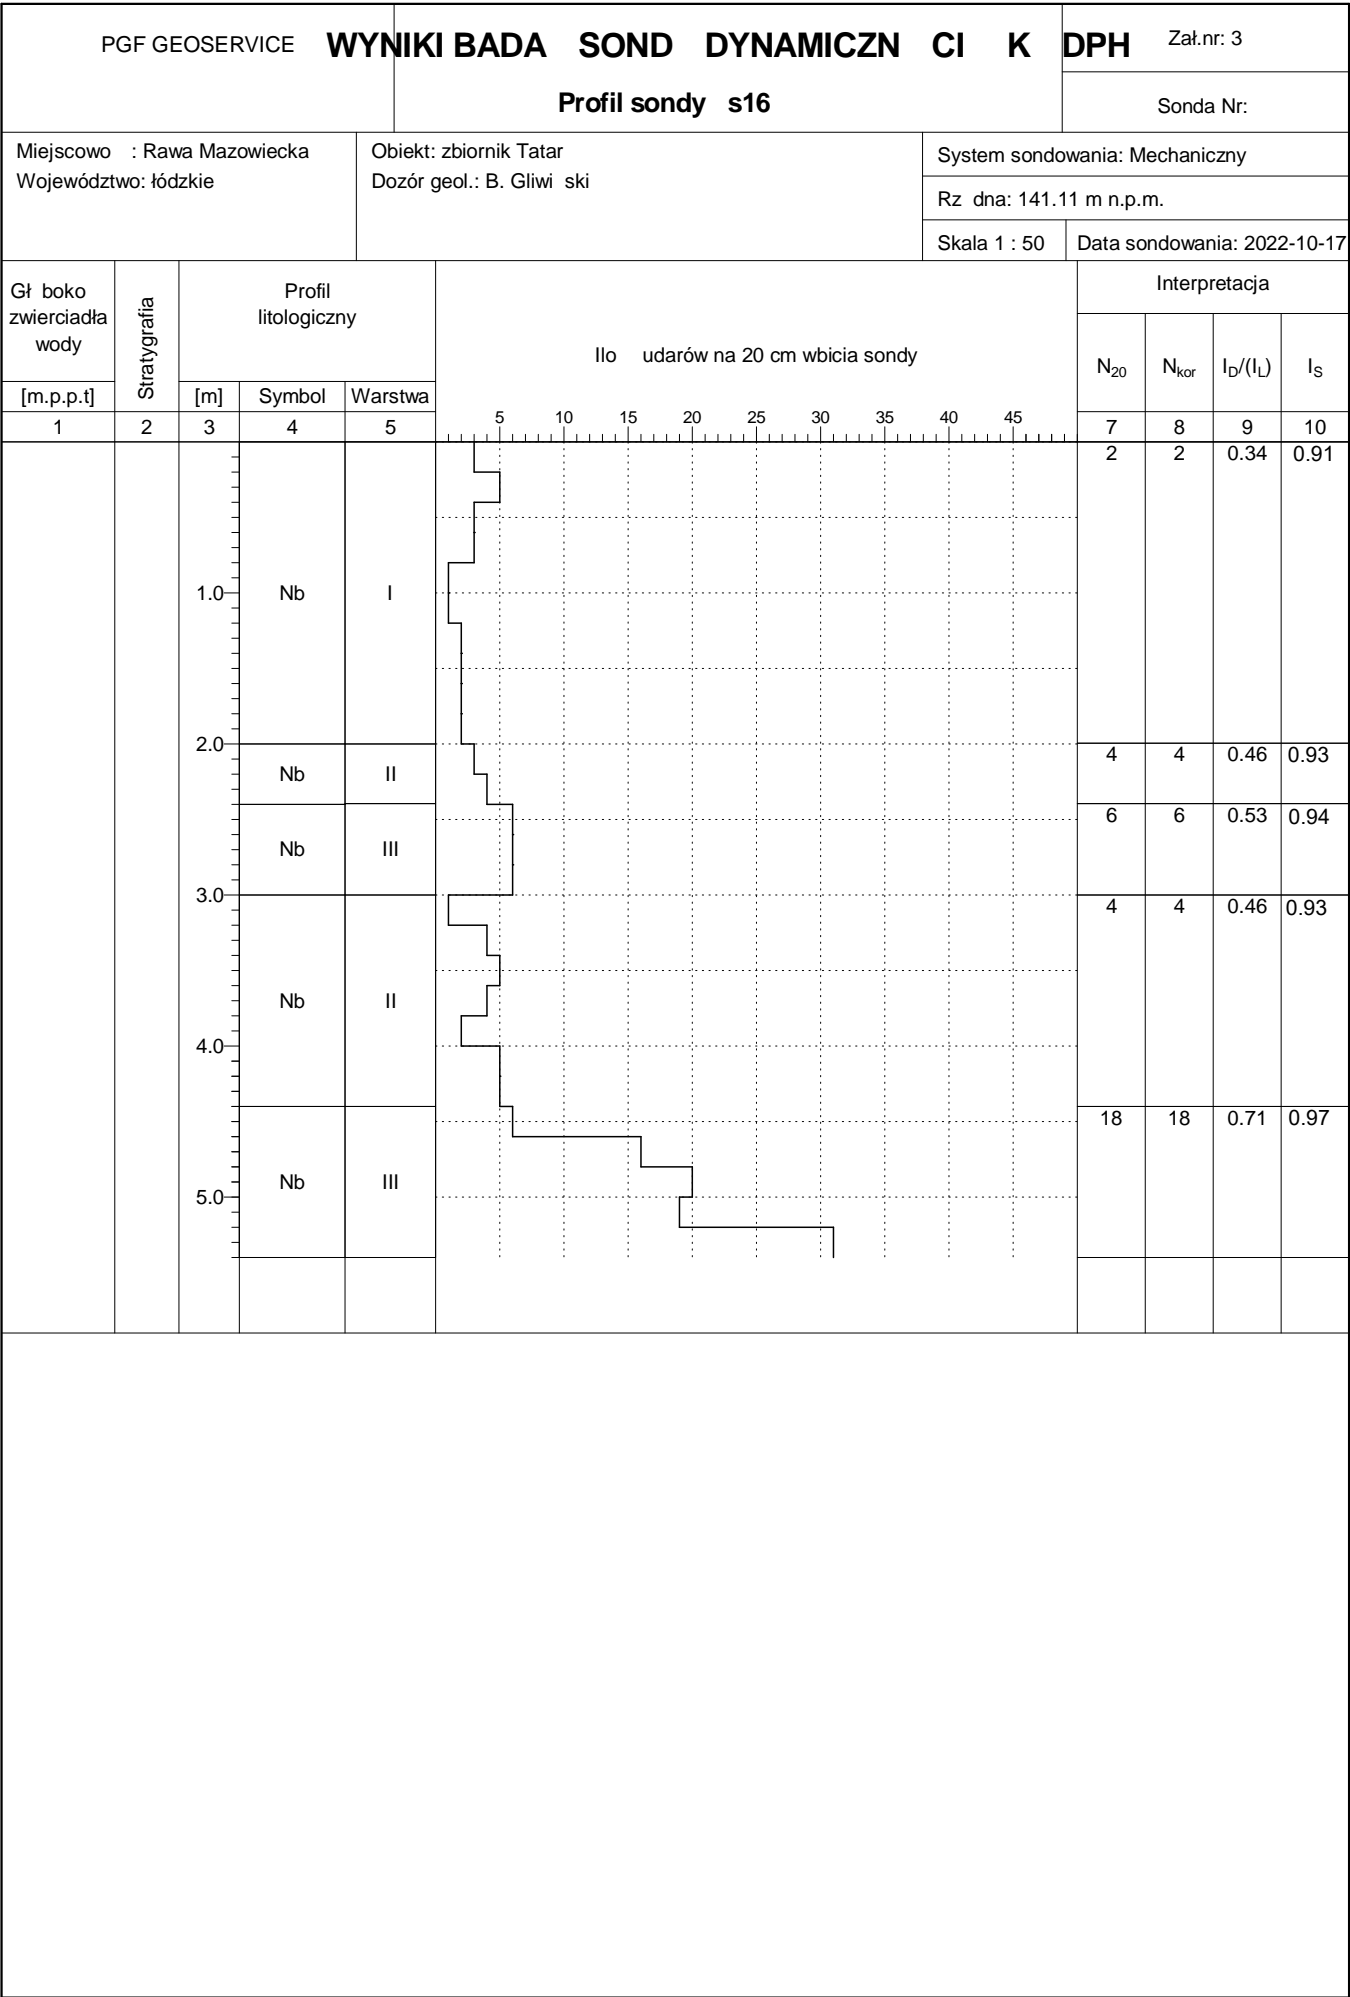 PGF GEOSERVICE
WYNIKI BADA SOND DYNAMICZN CI K DPH
Zał.nr: 3
Profil sondy s16
Sonda Nr:
Miejscowo : Rawa Mazowiecka
Województwo: łódzkie
Obiekt: zbiornik Tatar
Dozór geol.: B. Gliwi ski
System sondowania: Mechaniczny
Rz dna: 141.11 m n.p.m.
Skala 1 : 50
Data sondowania: 2022-10-17
Gł boko
zwierciadła
wody
[m.p.p.t]
Stratygrafia
Profil
litologiczny
[m] Symbol Warstwa
Ilo udarów na 20 cm wbicia sondy
Interpretacja
N20 Nkor ID/(IL) IS
5 10 15 20 25 30 35 40 45
1 2 3 4 5 7 8 9 10
2 2 0.34 0.91
1.0 Nb I
2.0
4 4 0.46 0.93
Nb II
6 6 0.53 0.94
Nb III
3.0
4 4 0.46 0.93
Nb II
4.0
18 18 0.71 0.97
Nb III
5.0